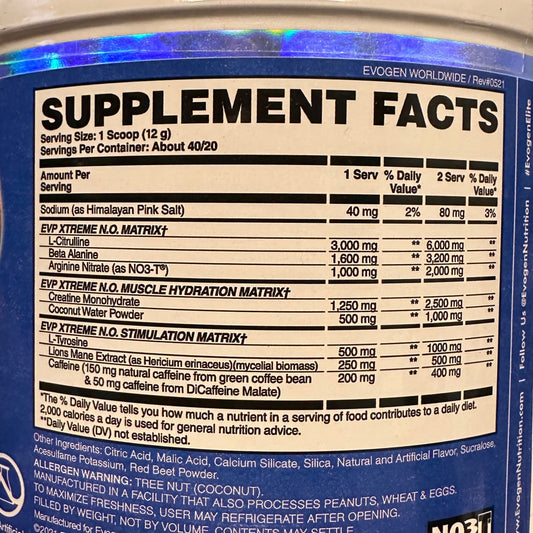 EVOGEN WORLDWIDE / Rev#0521
SUPPLEMENT FACTS
Serving Size: 1 Scoop (12 g)
Servings Per Container: About 40/20
Amount Per Serving 1 Serv % Daily Value* 2 Serv % Daily Value*
Sodium (as Himalayan Pink Salt) 40 mg 2% 80 mg 3%
EVP XTREME N.O. MATRIX†
L-Citrulline 3,000 mg ** 6,000 mg **
Beta Alanine 1,600 mg ** 3,200 mg **
Arginine Nitrate (as NO3-T®) 1,000 mg ** 2,000 mg **
EVP XTREME N.O. MUSCLE HYDRATION MATRIX†
Creatine Monohydrate 1,250 mg ** 2,500 mg **
Coconut Water Powder 500 mg ** 1,000 mg **
EVP XTREME N.O. STIMULATION MATRIX†
L-Tyrosine 500 mg ** 1000 mg **
Lions Mane Extract (as Hericium erinaceus)(mycelial biomass) 250 mg ** 500 mg **
Caffeine (150 mg natural caffeine from green coffee bean 200 mg ** 400 mg **
& 50 mg caffeine from DiCaffeine Malate)
*The % Daily Value tells you how much a nutrient in a serving of food contributes to a daily diet.
2,000 calories a day is used for general nutrition advice.
**Daily Value (DV) not established.
Other Ingredients: Citric Acid, Malic Acid, Calcium Silicate, Silica, Natural and Artificial Flavor, Sucralose,
Acesulfame Potassium, Red Beet Powder.
ALLERGEN WARNING: TREE NUT (COCONUT).
MANUFACTURED IN A FACILITY THAT ALSO PROCESSES PEANUTS, WHEAT & EGGS.
TO MAXIMIZE FRESHNESS, USER MAY REFRIGERATE AFTER OPENING.
FILLED BY WEIGHT, NOT BY VOLUME. CONTENTS MAY SETTLE
Manufactured for
©2021
NO3-T
www.EvogenNutrition.com | Follow Us @EvogenNutrition | #EvogenElite